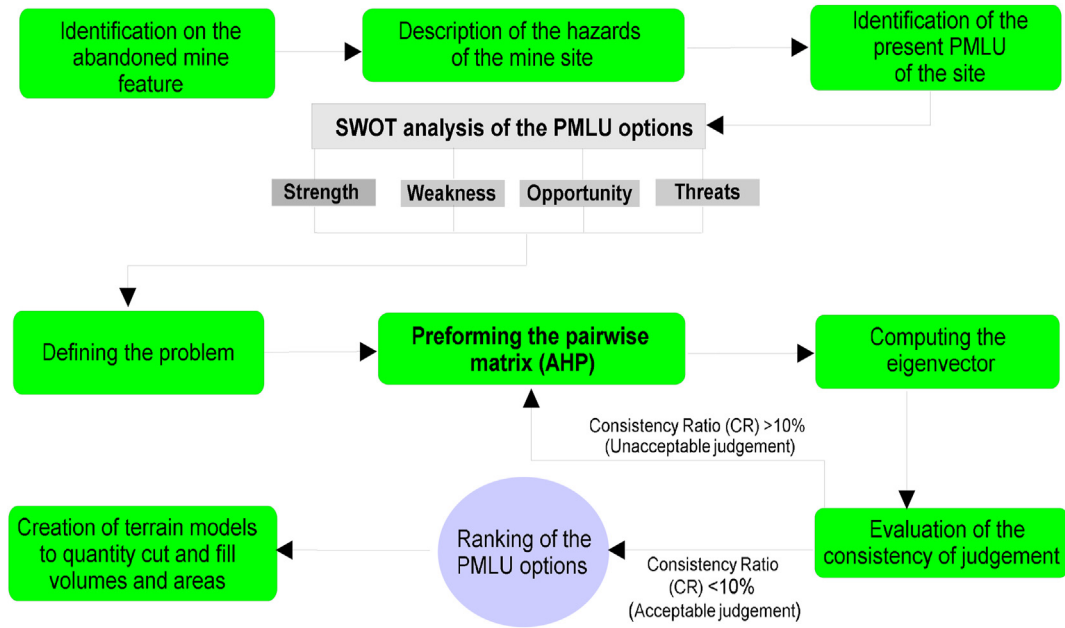 Identification on the
abandoned mine
feature
Description of the hazards
of the mine site
Identification of the
present PMLU
of the site
SWOT analysis of the PMLU options
Strength
Weakness
Opportunity
Threats
Defining the problem
Preforming the pairwise
matrix (AHP)
Computing the
eigenvector
Consistency Ratio (CR) >10%
(Unacceptable judgement)
Creation of terrain models
to quantity cut and fill
volumes and areas
Ranking of the
PMLU options
Consistency Ratio
(CR) <10%
(Acceptable judgement)
Evaluation of the
consistency of judgement